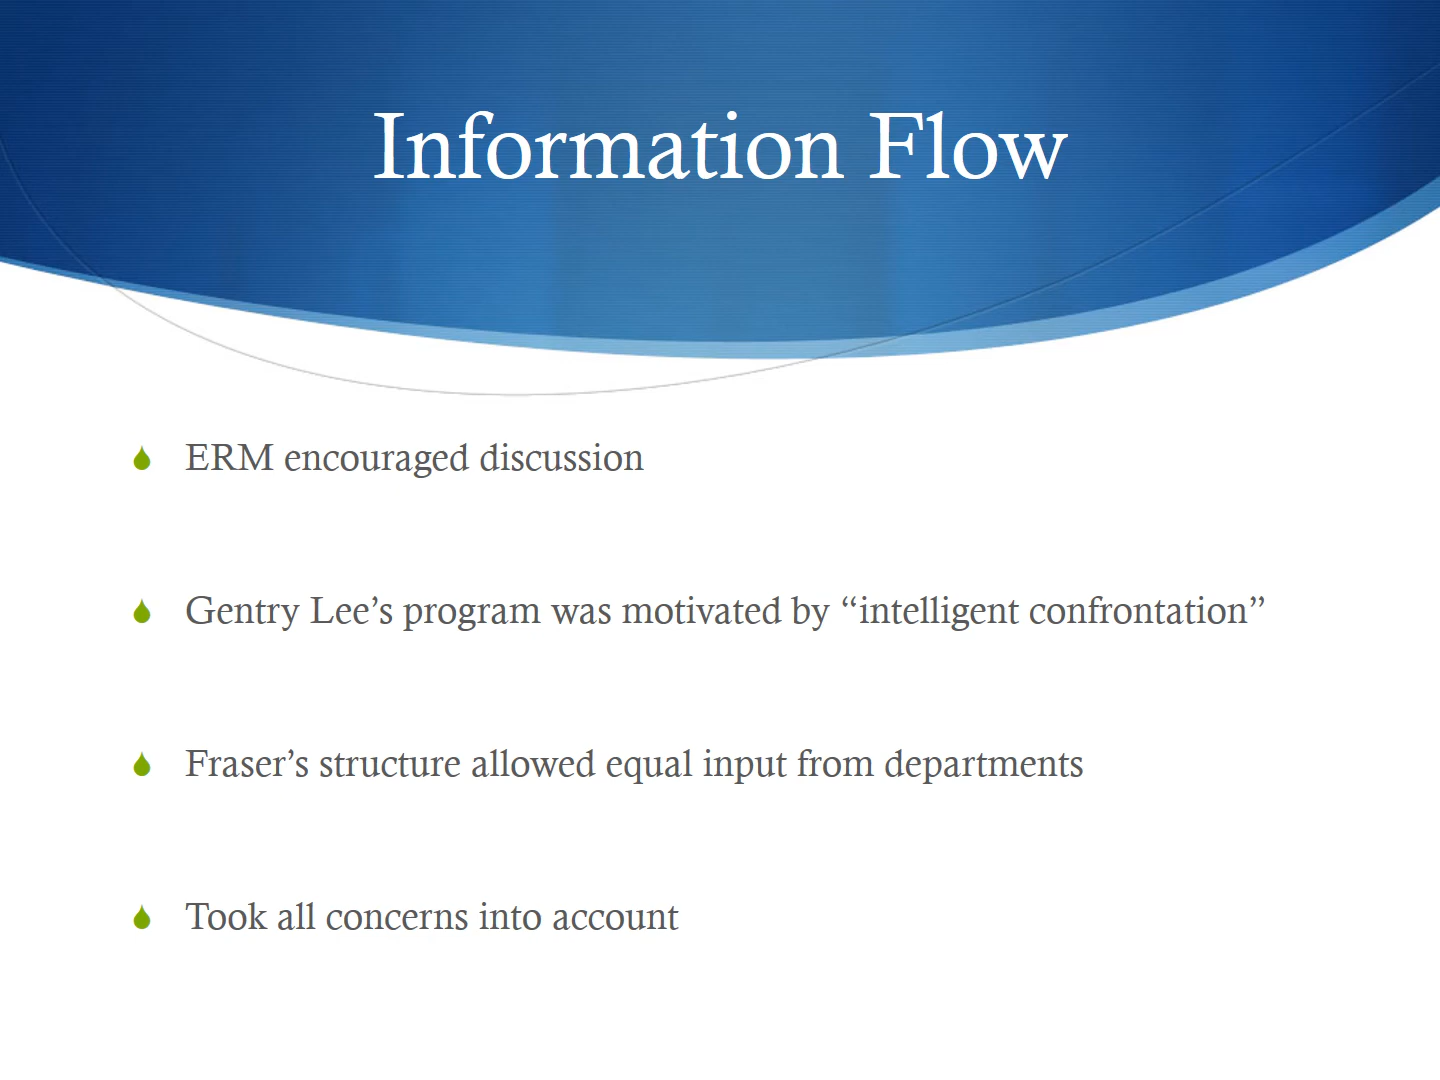 Information Flow
ERM encouraged discussion
Gentry Lee’s program was motivated by “intelligent confrontation”
Fraser’s structure allowed equal input from departments
Took all concerns into account